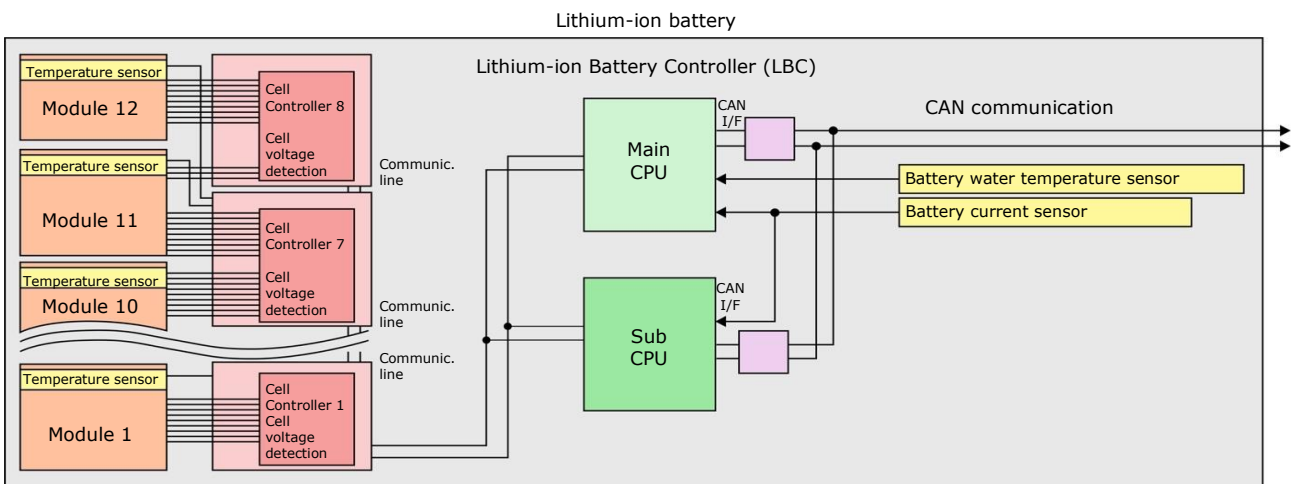 Lithium-ion battery
Lithium-ion Battery Controller (LBC)
Temperature sensor
Module 12
Cell
Controller 8
Cell
voltage
detection
Communic.
line
Temperature sensor
Module 11
Cell
Controller 7
Cell
voltage
detection
Communic.
line
Temperature sensor
Module 10
Communic.
line
Temperature sensor
Module 1
Cell
Controller 1
Cell
voltage
detection
Main
CPU
CAN
I/F
CAN communication
Battery water temperature sensor
Battery current sensor
Sub
CPU
CAN
I/F